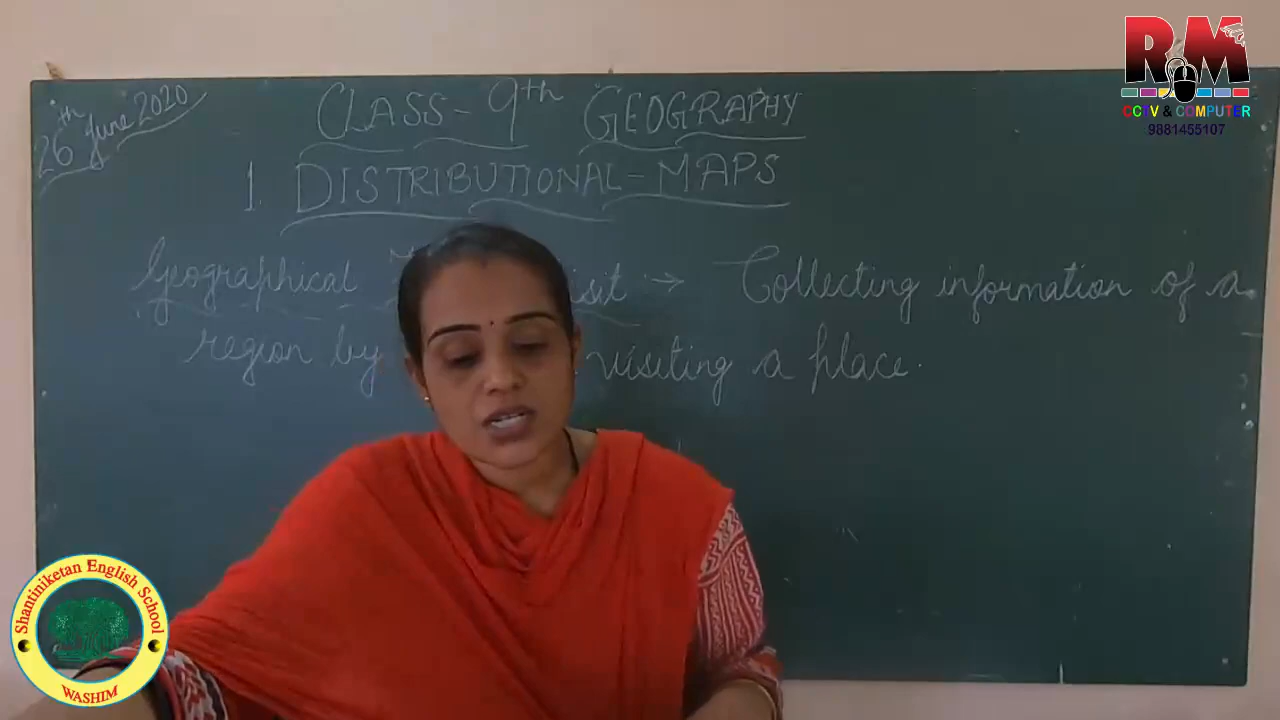 26th June 2020
CLASS - 9th GEOGRAPHY
1. DISTRIBUTIONAL - MAPS
Geographical isit → Collecting information of a
region by visiting a place.
RM
CCTV & COMPUTER
9881455107
Shantiniketan English School
WASHIM